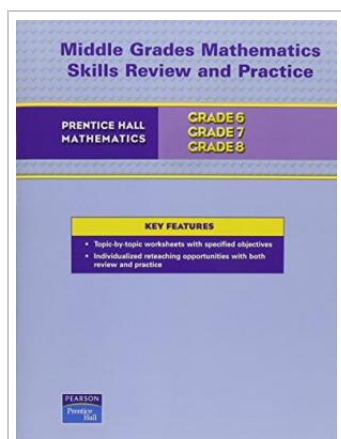 Middle Grades Mathematics
Skills Review and Practice
PRENTICE HALL
MATHEMATICS
GRADE 6
GRADE 7
GRADE 8
KEY FEATURES
• Topic-by-topic worksheets with specified objectives
• Individualized reteaching opportunities with both
review and practice
PEARSON
Prentice
Hall